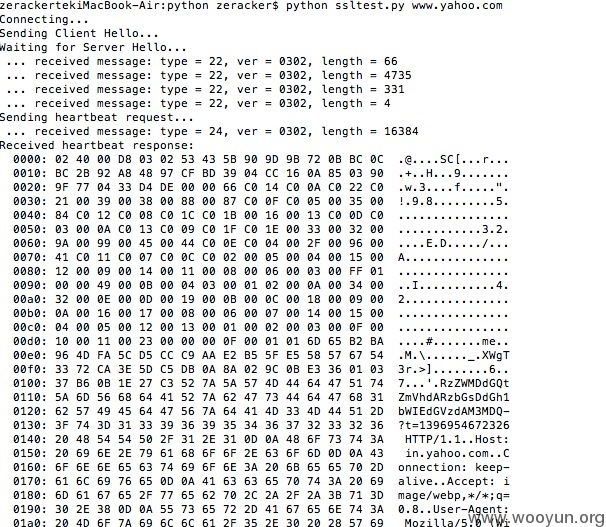 zerackertekiMacBook-Air:python zeracker$ python ssltest.py www.yahoo.com
Connecting...
Sending Client Hello...
Waiting for Server Hello...
 ... received message: type = 22, ver = 0302, length = 66
 ... received message: type = 22, ver = 0302, length = 4735
 ... received message: type = 22, ver = 0302, length = 331
 ... received message: type = 22, ver = 0302, length = 4
Sending heartbeat request...
 ... received message: type = 24, ver = 0302, length = 16384
Received heartbeat response:
  0000: 02 40 00 D8 03 02 53 43 5B 90 9D 9B 72 0B BC 0C  .@....SC[...r...
  0010: BC 2B 92 A8 48 97 CF BD 39 04 CC 16 0A 85 03 90  .+..H...9.......
  0020: 9F 77 04 33 D4 DE 00 00 66 C0 14 C0 0A C0 22 C0  .w.3....f.....".
  0030: 21 00 39 00 38 00 88 00 87 C0 0F C0 05 00 35 00  !.9.8.........5.
  0040: 84 C0 12 C0 08 C0 1C C0 1B 00 16 00 13 C0 0D C0  ................
  0050: 03 00 0A C0 13 C0 09 C0 1F C0 1E 00 33 00 32 00  ............3.2.
  0060: 9A 00 99 00 45 00 44 C0 0E C0 04 00 2F 00 96 00  ....E.D...../...
  0070: 41 C0 11 C0 07 C0 0C C0 02 00 05 00 04 00 15 00  A...............
  0080: 12 00 09 00 14 00 11 00 08 00 06 00 03 00 FF 01  ................
  0090: 00 00 49 00 0B 00 04 03 00 01 02 00 0A 00 34 00  ..I...........4.
  00a0: 32 00 0E 00 0D 00 19 00 0B 00 0C 00 18 00 09 00  2...............
  00b0: 0A 00 16 00 17 00 08 00 06 00 07 00 14 00 15 00  ................
  00c0: 04 00 05 00 12 00 13 00 01 00 02 00 03 00 0F 00  ................
  00d0: 10 00 11 00 23 00 00 00 0F 00 01 01 6D 65 B2 BA  ....#.......me..
  00e0: 96 4D FA 5C D5 CC C9 AA E2 B5 5F E5 58 57 67 54  .M.\......_.XWgT
  00f0: 33 72 CA 3E 5D C5 DB 0A 8A 02 9C 0B E3 36 01 03  3r.>]........6..
  0100: 37 B6 0B 1E 27 C3 52 7A 5A 57 4D 44 64 47 51 74  7...'.RzZWMDdGQt
  0110: 5A 6D 56 68 64 41 52 7A 62 47 73 44 64 47 68 31  ZmVhdARzbGsDdGh1
  0120: 62 57 49 45 64 47 56 7A 64 41 4D 33 4D 44 51 2D  bWIEdGVzdAM3MDQ-
  0130: 3F 74 3D 31 33 39 36 39 35 34 36 37 32 33 32 36  ?t=1396954672326
  0140: 20 48 54 54 50 2F 31 2E 31 0D 0A 48 6F 73 74 3A   HTTP/1.1..Host:
  0150: 20 69 6E 2E 79 61 68 6F 6F 2E 63 6F 6D 0D 0A 43   in.yahoo.com..C
  0160: 6F 6E 6E 65 63 74 69 6F 6E 3A 20 6B 65 65 70 2D  onnection: keep-
  0170: 61 6C 69 76 65 0D 0A 41 63 63 65 70 74 3A 20 69  alive..Accept: i
  0180: 6D 61 67 65 2F 77 65 62 70 2C 2A 2F 2A 3B 71 3D  mage/webp,*/*;q=
  0190: 30 2E 38 0D 0A 55 73 65 72 2D 41 67 65 6E 74 3A  0.8..User-Agent:
  01a0: 20 4D 6F 7A 69 6C 6C 61 2F 35 2E 30 20 28 57 69   Mozilla/5.0 (Wi
www.wooyun.org